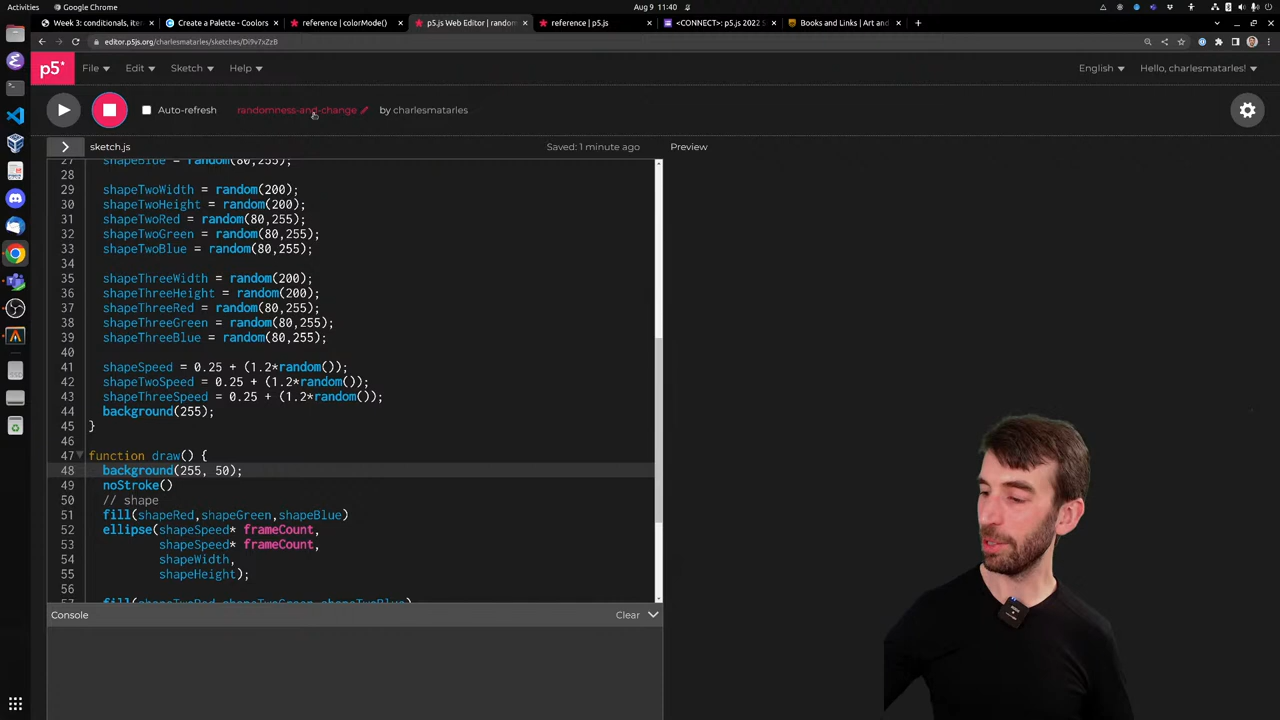 Activities
Google Chrome
Aug 9 11:40
Week 3: conditionals, iter
Create a Palette - Coolors
reference | colorMode()
p5.js Web Editor | random
reference | p5.js
<CONNECT>: p5.js 2022 S
Books and Links | Art and
editor.p5js.org/charlesmatarles/sketches/Di9v7xZzB
p5*
File
Edit
Sketch
Help
English
Hello, charlesmatarles!
Auto-refresh
randomness-and-change
by charlesmatarles
sketch.js
Saved: 1 minute ago
Preview
27 shapeBlue = random(80,255);
28
29 shapeTwoWidth = random(200);
30 shapeTwoHeight = random(200);
31 shapeTwoRed = random(80,255);
32 shapeTwoGreen = random(80,255);
33 shapeTwoBlue = random(80,255);
34
35 shapeThreeWidth = random(200);
36 shapeThreeHeight = random(200);
37 shapeThreeRed = random(80,255);
38 shapeThreeGreen = random(80,255);
39 shapeThreeBlue = random(80,255);
40
41 shapeSpeed = 0.25 + (1.2*random());
42 shapeTwoSpeed = 0.25 + (1.2*random());
43 shapeThreeSpeed = 0.25 + (1.2*random());
44 background(255);
45 }
46
47 function draw() {
48 background(255, 50);
49 noStroke()
50 // shape
51 fill(shapeRed,shapeGreen,shapeBlue)
52 ellipse(shapeSpeed* frameCount,
53 shapeSpeed* frameCount,
54 shapeWidth,
55 shapeHeight);
56
57 fill(shapeTwoRed,shapeTwoGreen,shapeTwoBlue)
Console
Clear